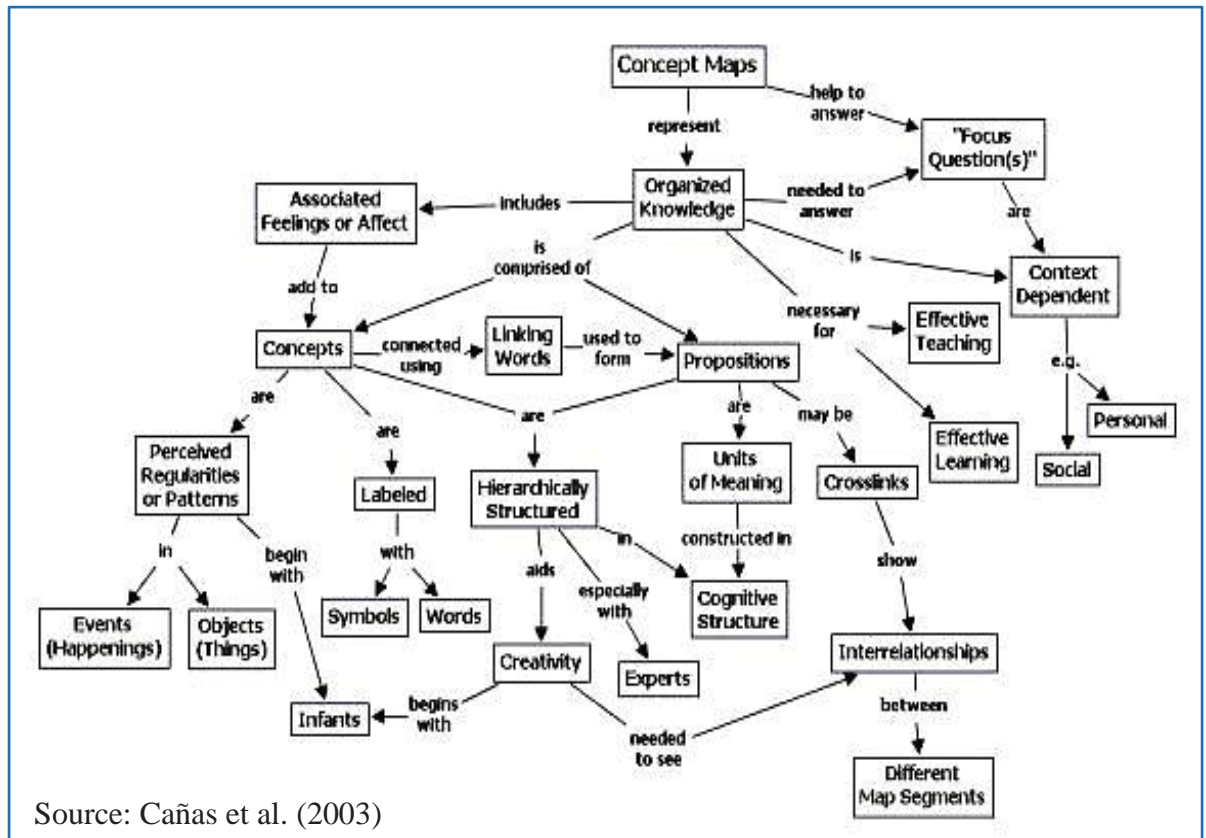 Concept Maps
help to
answer
represent
"Focus
Question(s)"
Associated
Feelings or Affect
includes
Organized
Knowledge
needed to
answer
are
is
comprised of
is
Context
Dependent
add to
necessary
for
Effective
Teaching
Concepts
connected
using
Linking
Words
used to
form
Propositions
e.g.
Personal
are
are
are
are
may be
Effective
Learning
Social
Perceived
Regularities
or Patterns
Labeled
Hierarchically
Structured
Units
of Meaning
Crosslinks
in
begin
with
with
aids
in
especially
with
constructed in
show
Events
(Happenings)
Objects
(Things)
Symbols
Words
Cognitive
Structure
Creativity
Experts
Interrelationships
Infants
begins
with
needed
to see
between
Different
Map Segments
Source: Cañas et al. (2003)